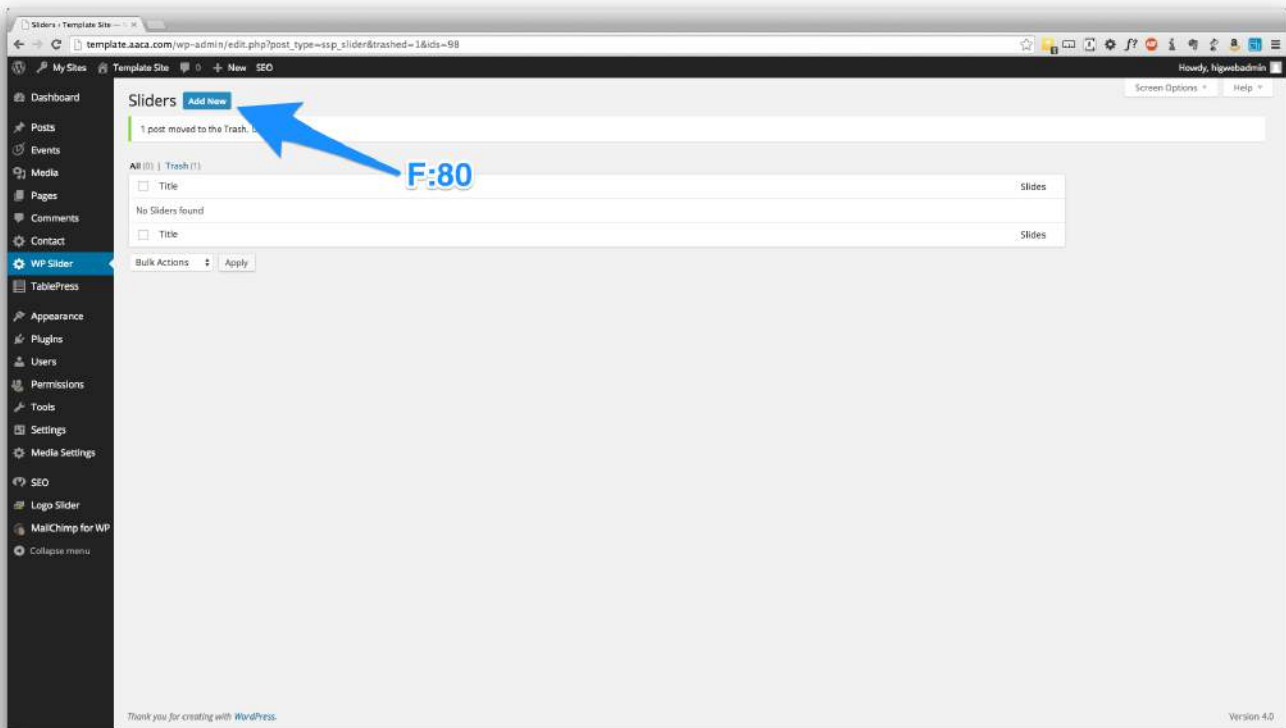 Sliders ‹ Template Site —
template.aaca.com/wp-admin/edit.php?post_type=ssp_slider&trashed=1&ids=98
My Sites Template Site 0 + New SEO Howdy, higwebadmin
Screen Options Help
Dashboard
Posts
Events
Media
Pages
Comments
Contact
WP Slider
TablePress
Appearance
Plugins
Users
Permissions
Tools
Settings
Media Settings
SEO
Logo Slider
MailChimp for WP
Collapse menu
Sliders Add New
1 post moved to the Trash.
F:80
All (0) | Trash (1)
Title Slides
No Sliders found
Title Slides
Bulk Actions Apply
Thank you for creating with WordPress.
Version 4.0